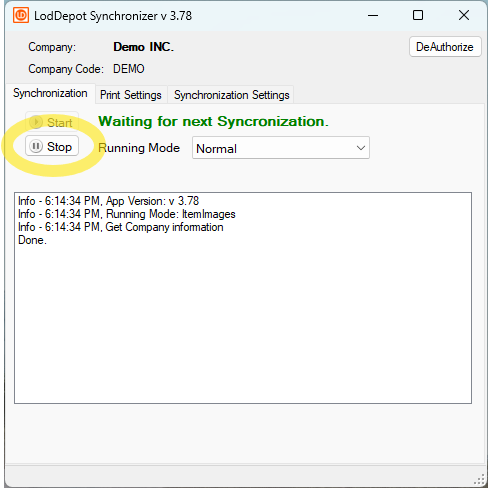 LodDepot Synchronizer v 3.78
Company: Demo INC. DeAuthorize
Company Code: DEMO
Synchronization Print Settings Synchronization Settings
Start Waiting for next Syncronization.
Stop Running Mode Normal
Info - 6:14:34 PM, App Version: v 3.78
Info - 6:14:34 PM, Running Mode: ItemImages
Info - 6:14:34 PM, Get Company information
Done.